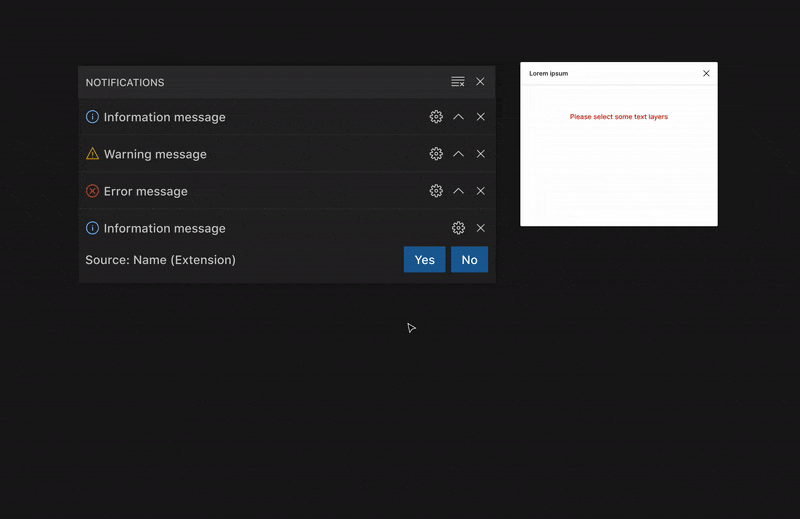 NOTIFICATIONS
Information message
Warning message
Error message
Information message
Source: Name (Extension)
Yes
No
Lorem ipsum
Please select some text layers